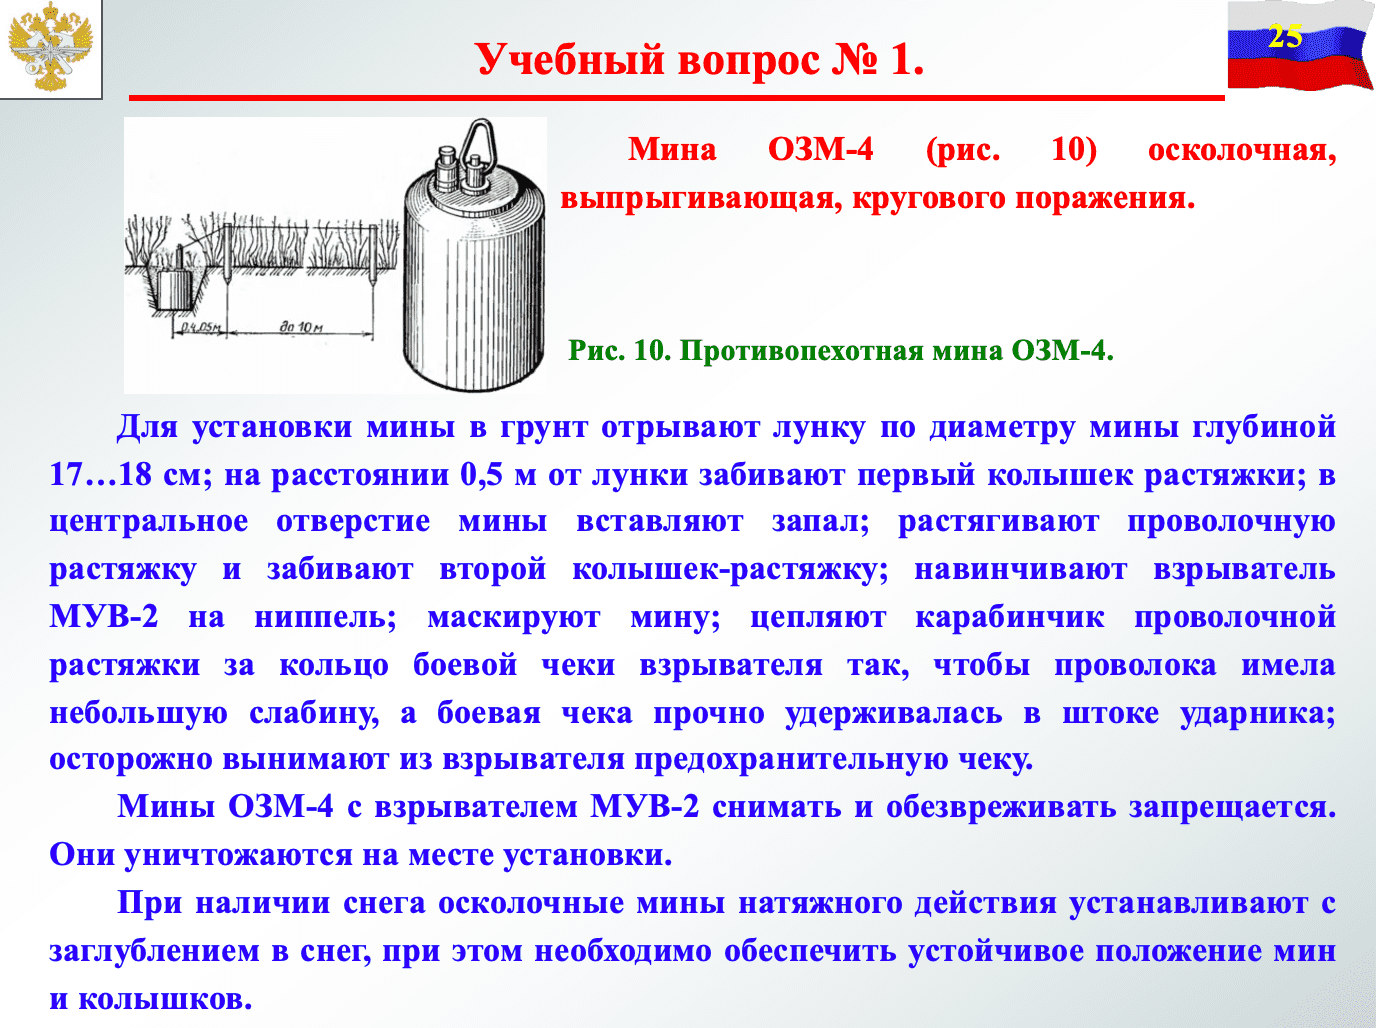 25
Учебный вопрос № 1.
Мина ОЗМ-4 (рис. 10) осколочная,
выпрыгивающая, кругового поражения.
0,4..05м
до 10 м
Рис. 10. Противопехотная мина ОЗМ-4.
Для установки мины в грунт отрывают лунку по диаметру мины глубиной
17…18 см; на расстоянии 0,5 м от лунки забивают первый колышек растяжки; в
центральное отверстие мины вставляют запал; растягивают проволочную
растяжку и забивают второй колышек-растяжку; навинчивают взрыватель
МУВ-2 на ниппель; маскируют мину; цепляют карабинчик проволочной
растяжки за кольцо боевой чеки взрывателя так, чтобы проволока имела
небольшую слабину, а боевая чека прочно удерживалась в штоке ударника;
осторожно вынимают из взрывателя предохранительную чеку.
Мины ОЗМ-4 с взрывателем МУВ-2 снимать и обезвреживать запрещается.
Они уничтожаются на месте установки.
При наличии снега осколочные мины натяжного действия устанавливают с
заглублением в снег, при этом необходимо обеспечить устойчивое положение мин
и колышков.